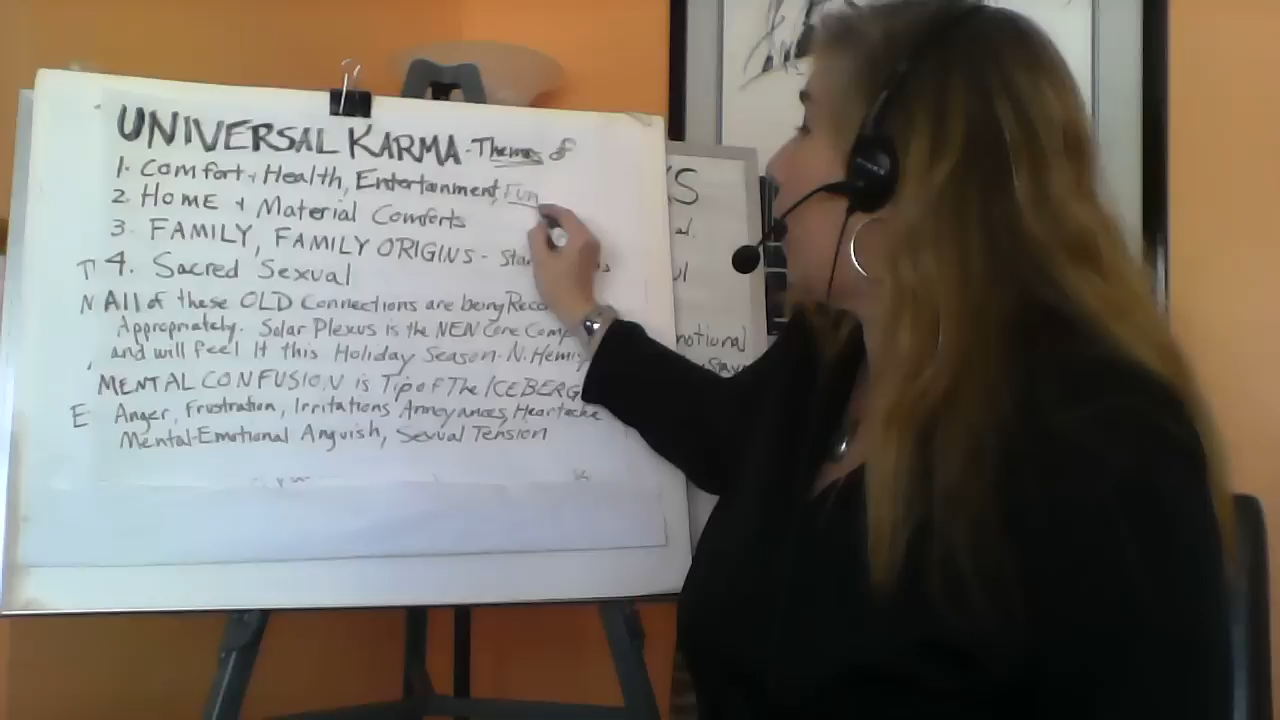 UNIVERSAL KARMA - Themes of
1. Comfort + Health, Entertainment, Fun
2. HOME + Material Comforts
3. FAMILY, FAMILY ORIGINS -
4. Sacred Sexual
All of these OLD Connections are being
Appropriately. Solar Plexus is the NEW Core
and will feel It this Holiday Season - N.
MENTAL CONFUSION is Tip of The ICEBERG
E Anger, Frustration, Irritations Annoyances, Heartache
Mental-Emotional Anguish, Sexual Tension